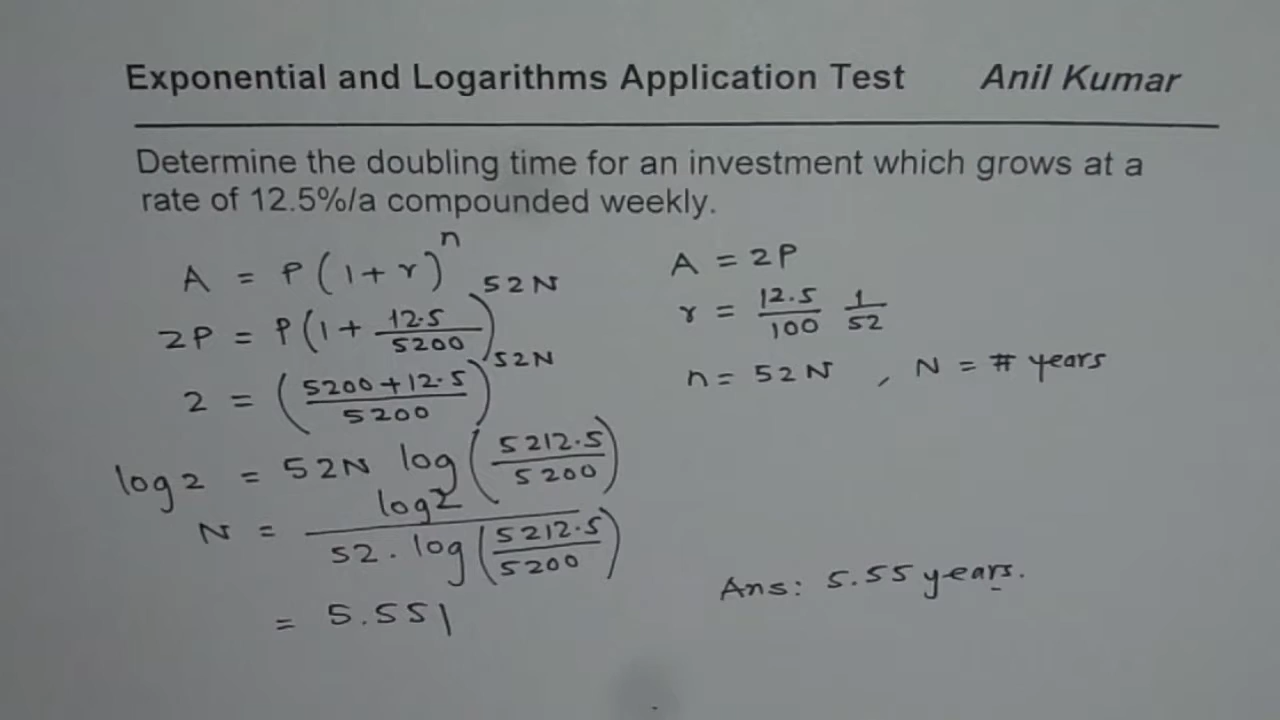 Exponential and Logarithms Application Test Anil Kumar
Determine the doubling time for an investment which grows at a
rate of 12.5%/a compounded weekly.
A = P(1+r)^n
2P = P(1 + 12.5/5200)^52N
2 = ((5200+12.5)/5200)^52N
log 2 = 52N log(5212.5/5200)
N = log2/(52 . log(5212.5/5200))
= 5.551
A = 2P
r = 12.5/100 1/52
n = 52N , N = # years
Ans: 5.55 years.